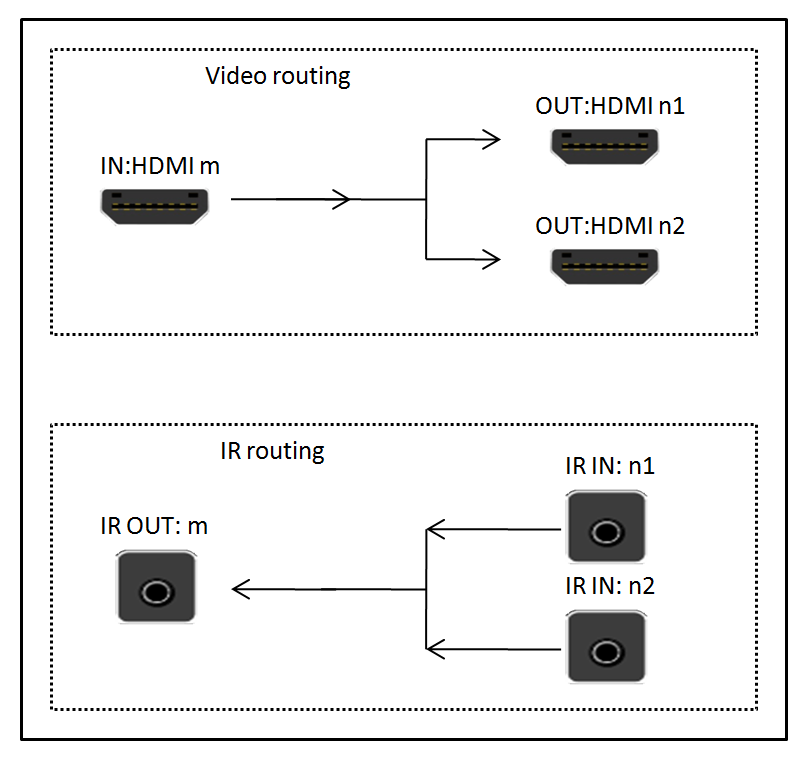 Video routing
IN:HDMI m
OUT:HDMI n1
OUT:HDMI n2
IR routing
IR OUT: m
IR IN: n1
IR IN: n2